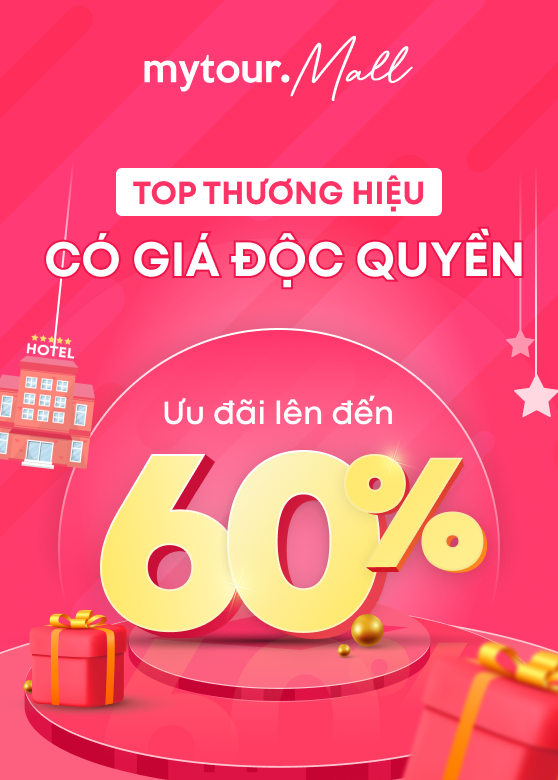 mytour.Mall
TOP THƯƠNG HIỆU
CÓ GIÁ ĐỘC QUYỀN
HOTEL
Ưu đãi lên đến
60%